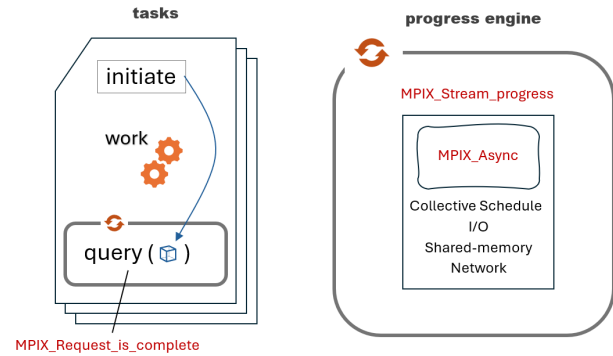 tasks
initiate
work
query ( )
MPIX_Request_is_complete
progress engine
MPIX_Stream_progress
MPIX_Async
Collective Schedule
I/O
Shared-memory
Network